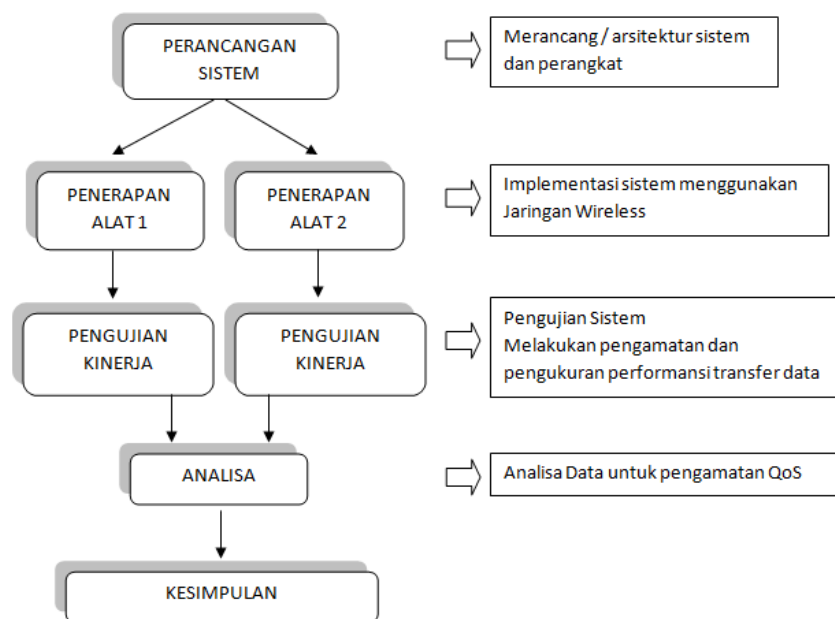 PERANCANGAN
SISTEM
Merancang / arsitektur sistem
dan perangkat
PENERAPAN
ALAT 1
PENERAPAN
ALAT 2
Implementasi sistem menggunakan
Jaringan Wireless
PENGUJIAN
KINERJA
PENGUJIAN
KINERJA
Pengujian Sistem
Melakukan pengamatan dan
pengukuran performansi transfer data
ANALISA
Analisa Data untuk pengamatan QoS
KESIMPULAN